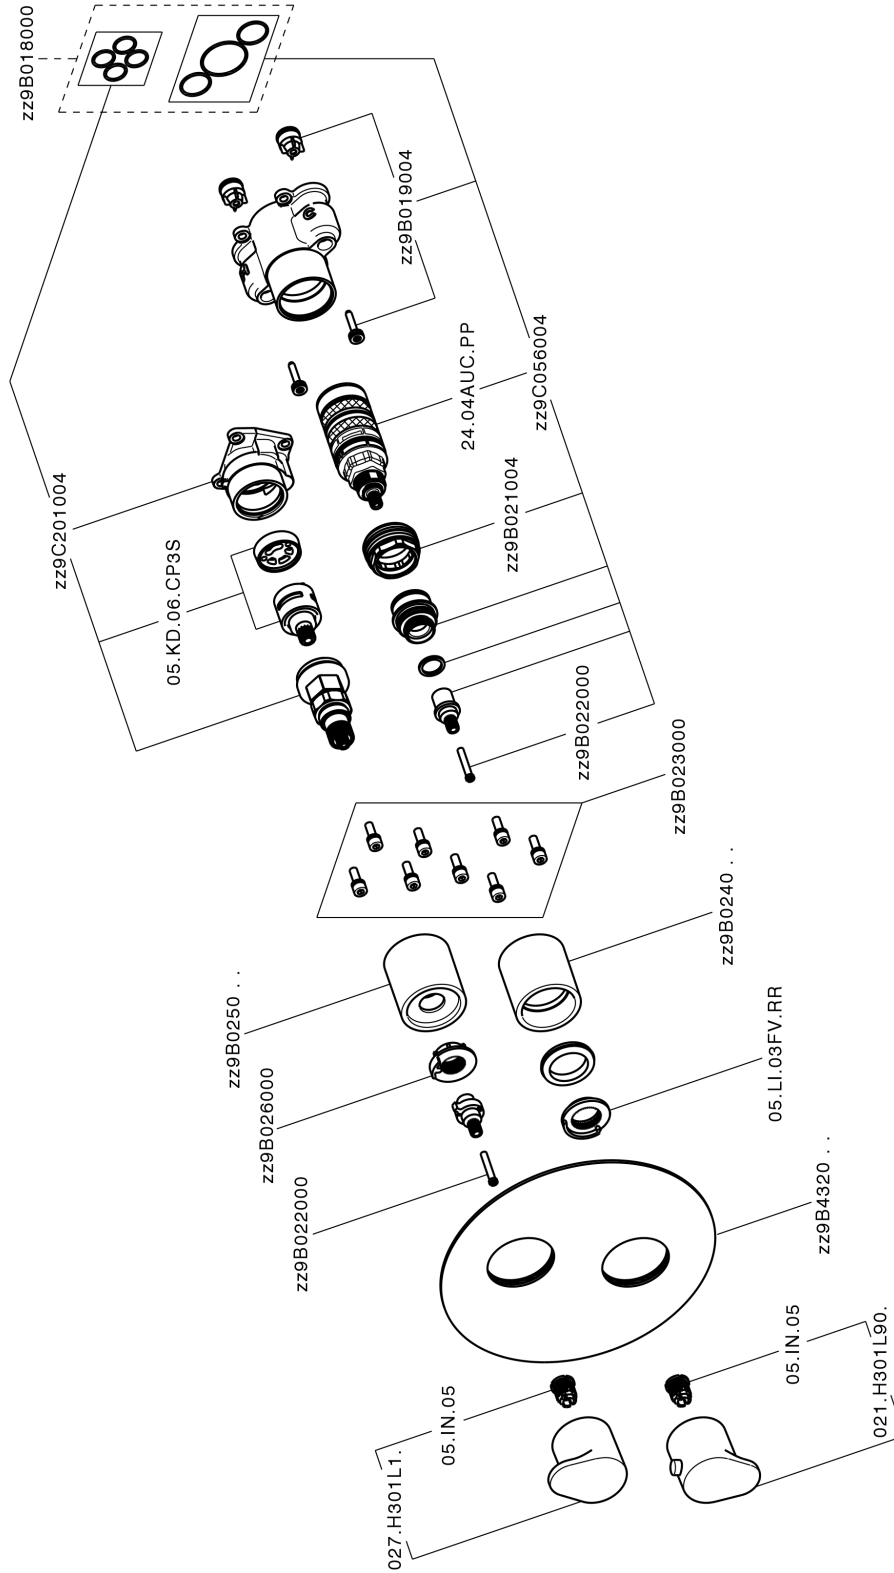 zz9B018000
zz9B019004
24.04AUC.PP
zz9C056004
zz9C201004
zz9B021004
05.KD.06.CP3S
zz9B022000
zz9B023000
zz9B0240 . .
zz9B0250 . .
05.LI.03FV.RR
zz9B026000
zz9B022000
zz9B4320 . .
05.IN.05
021.H301L90.
05.IN.05
027.H301L1.